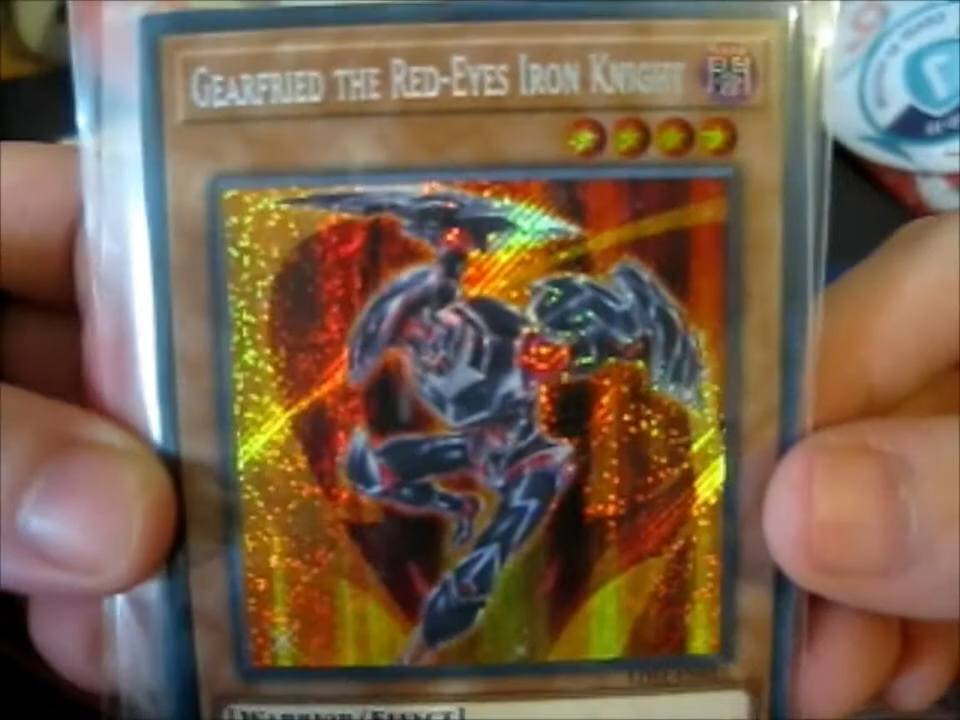 GEARFRIED THE RED-EYES IRON KNIGHT
[WARRIOR/EFFECT]